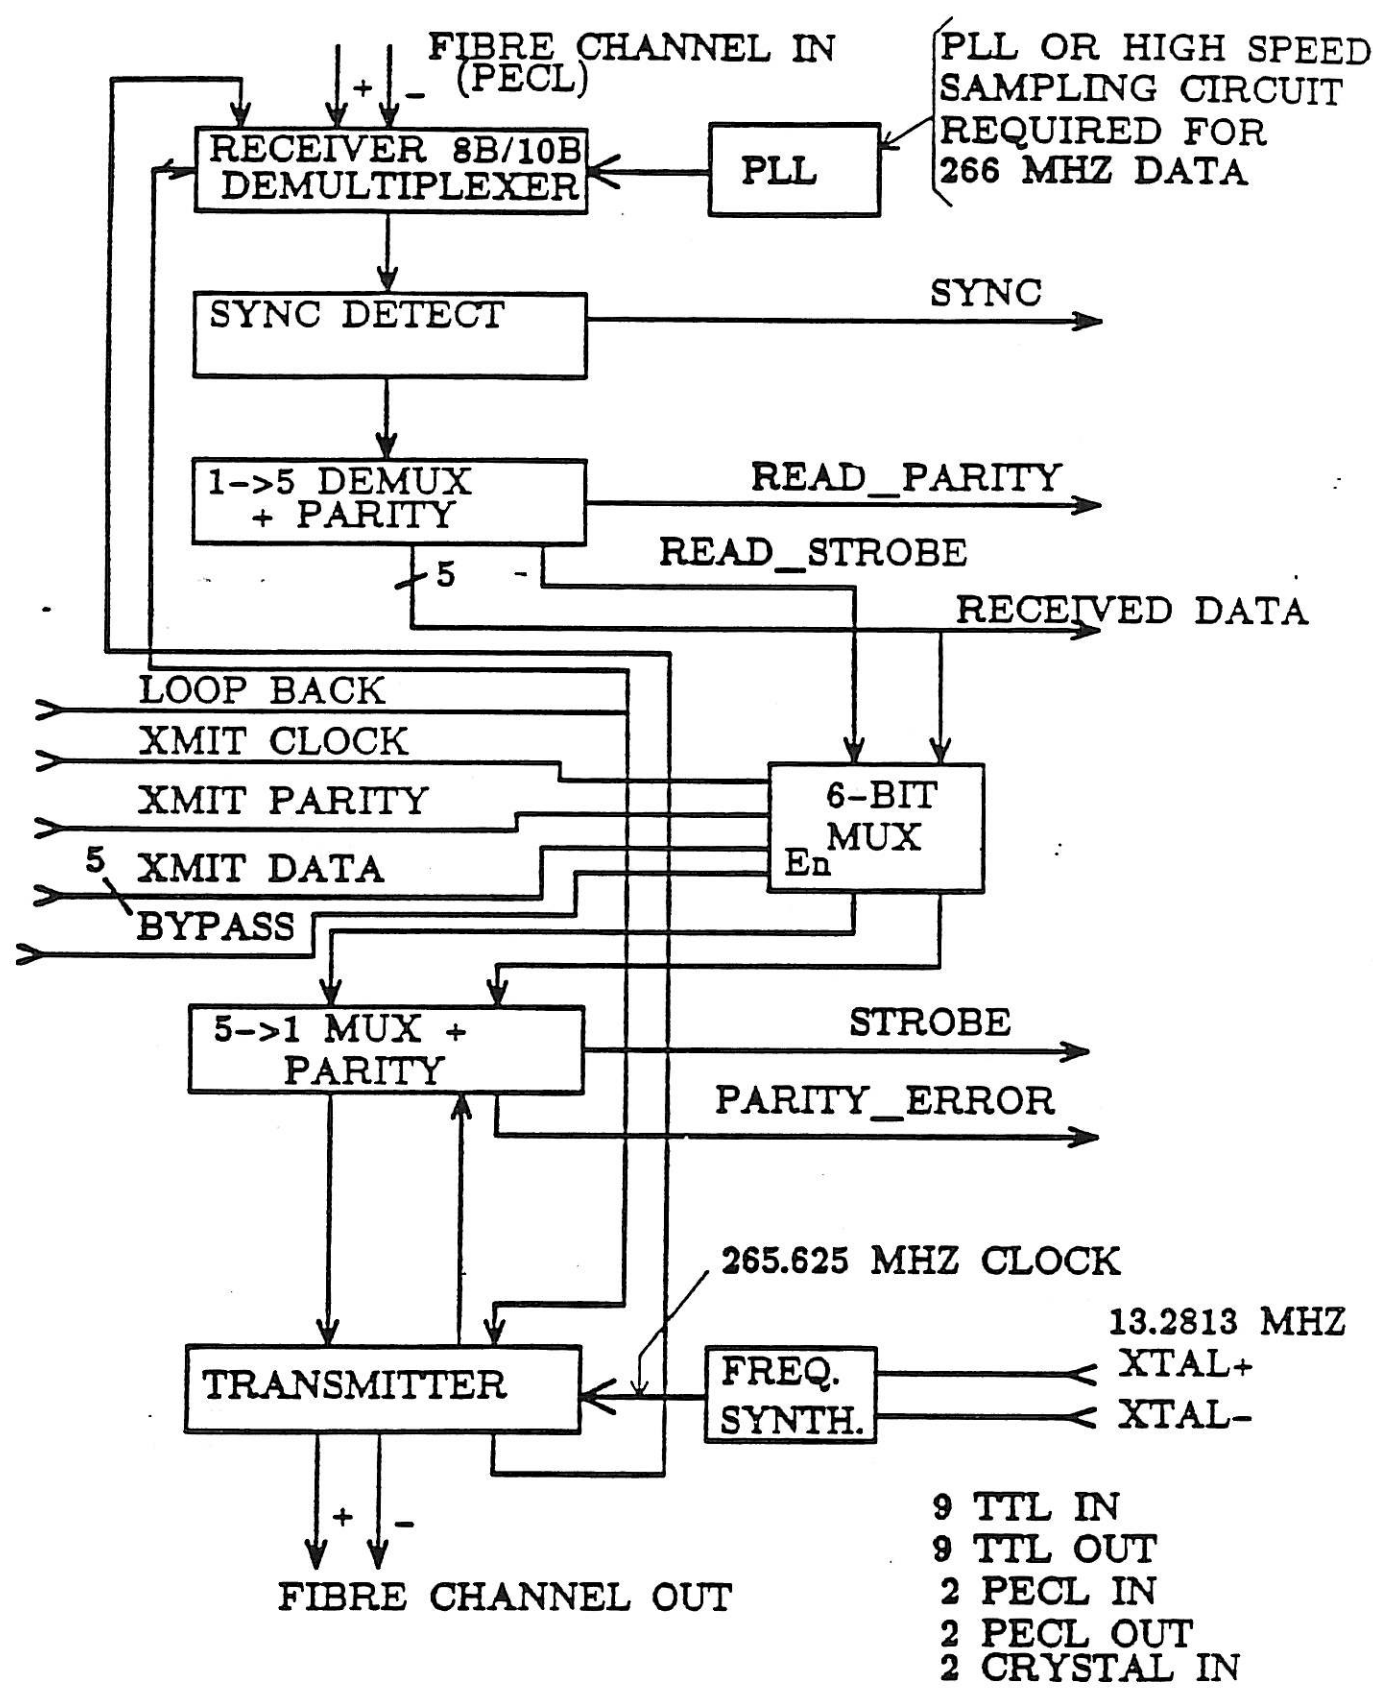 FIBRE CHANNEL IN
(PECL)
+ -
PLL OR HIGH SPEED
SAMPLING CIRCUIT
REQUIRED FOR
266 MHZ DATA
RECEIVER 8B/10B
DEMULTIPLEXER
PLL
SYNC DETECT
SYNC
1->5 DEMUX
+ PARITY
READ_PARITY
READ_STROBE
5
-
RECEIVED DATA
LOOP BACK
XMIT CLOCK
XMIT PARITY
5
XMIT DATA
BYPASS
6-BIT
MUX
En
5->1 MUX +
PARITY
STROBE
PARITY_ERROR
265.625 MHZ CLOCK
13.2813 MHZ
XTAL+
XTAL-
TRANSMITTER
FREQ.
SYNTH.
+ -
FIBRE CHANNEL OUT
9 TTL IN
9 TTL OUT
2 PECL IN
2 PECL OUT
2 CRYSTAL IN